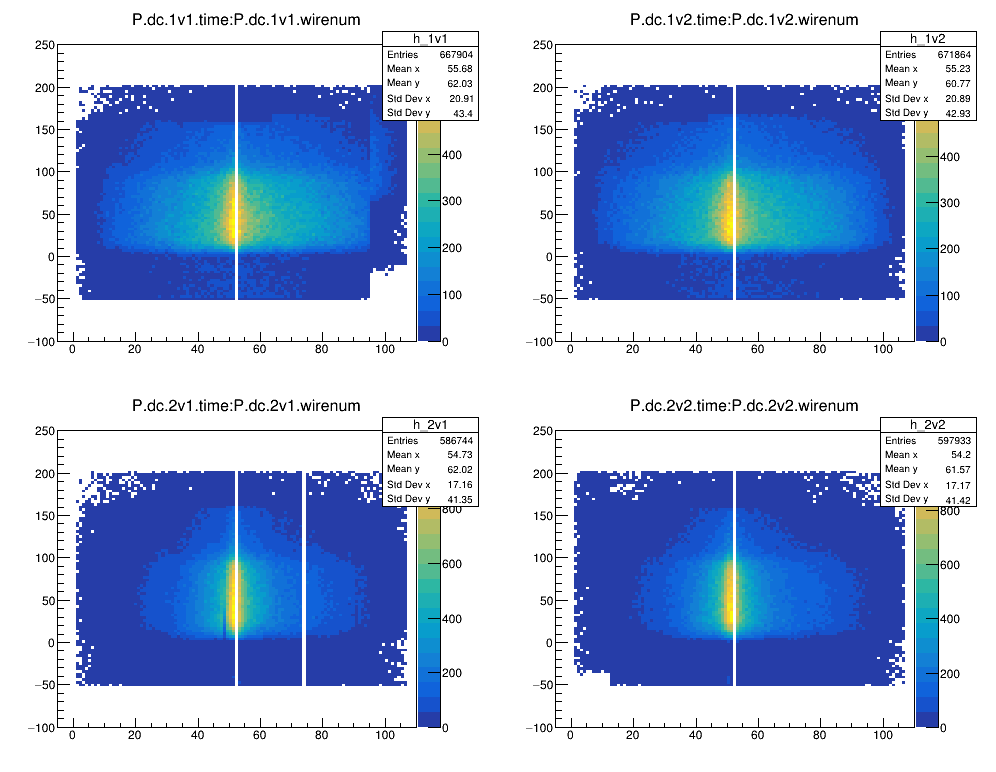 P.dc.1v1.time:P.dc.1v1.wirenum
h_1v1
Entries 667904
Mean x 55.68
Mean y 62.03
Std Dev x 20.91
Std Dev y 43.4
250
200
150
100
50
0
−50
−100
0 20 40 60 80 100
400
300
200
100
0
P.dc.1v2.time:P.dc.1v2.wirenum
h_1v2
Entries 671864
Mean x 55.23
Mean y 60.77
Std Dev x 20.89
Std Dev y 42.93
250
200
150
100
50
0
−50
−100
0 20 40 60 80 100
400
300
200
100
0
P.dc.2v1.time:P.dc.2v1.wirenum
h_2v1
Entries 586744
Mean x 54.73
Mean y 62.02
Std Dev x 17.16
Std Dev y 41.35
250
200
150
100
50
0
−50
−100
0 20 40 60 80 100
800
600
400
200
0
P.dc.2v2.time:P.dc.2v2.wirenum
h_2v2
Entries 597933
Mean x 54.2
Mean y 61.57
Std Dev x 17.17
Std Dev y 41.42
250
200
150
100
50
0
−50
−100
0 20 40 60 80 100
800
600
400
200
0